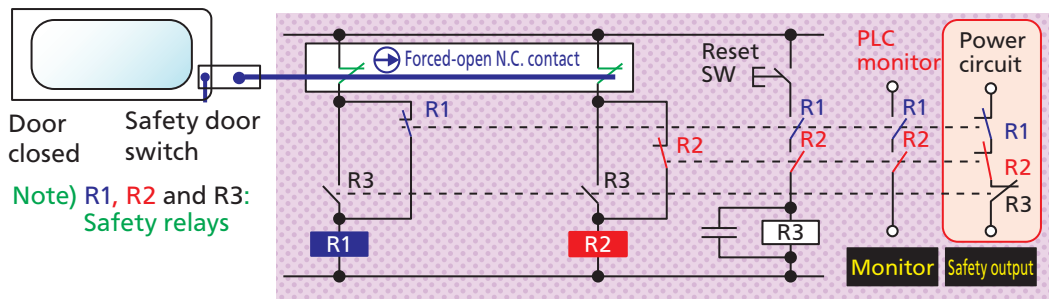 Door
closed
Safety door
switch
Note) R1, R2 and R3:
Safety relays
Forced-open N.C. contact
R1
R3
R1
R2
R3
R2
Reset
SW
R1
R2
R3
PLC
monitor
R1
R2
Monitor
Power
circuit
R1
R2
R3
Safety output